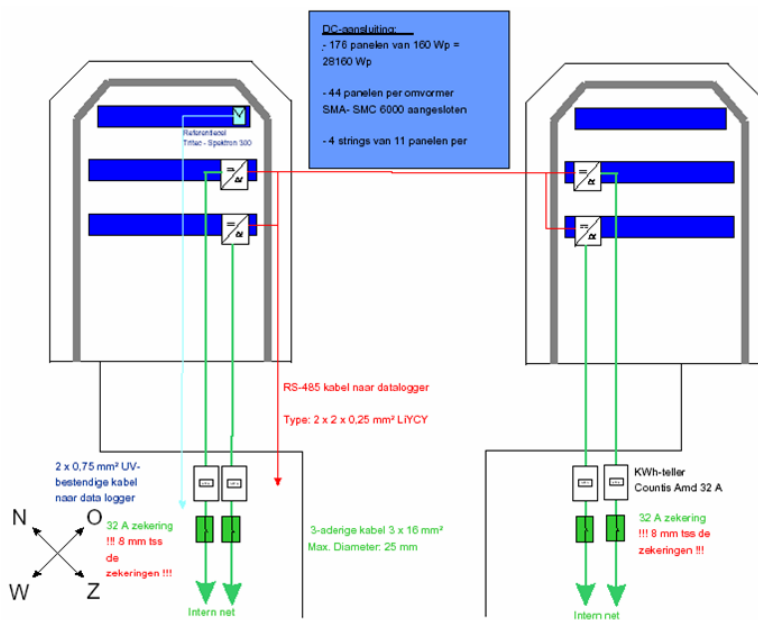 DC-aansluiting:
- 176 panelen van 160 Wp =
28160 Wp
- 44 panelen per omvormer
SMA- SMC 6000 aangesloten
- 4 strings van 11 panelen per
Referentiecel
Tritec - Spektron 300
RS-485 kabel naar datalogger
Type: 2 x 2 x 0,25 mm² LiYCY
2 x 0,75 mm² UV-
bestendige kabel
naar data logger
KWh-teller
Countis Amd 32 A
N
O
W
Z
32 A zekering
!!! 8 mm tss
de
zekeringen !!!
3-aderige kabel 3 x 16 mm²
Max. Diameter: 25 mm
32 A zekering
!!! 8 mm tss de
zekeringen !!!
Intern net
Intern net